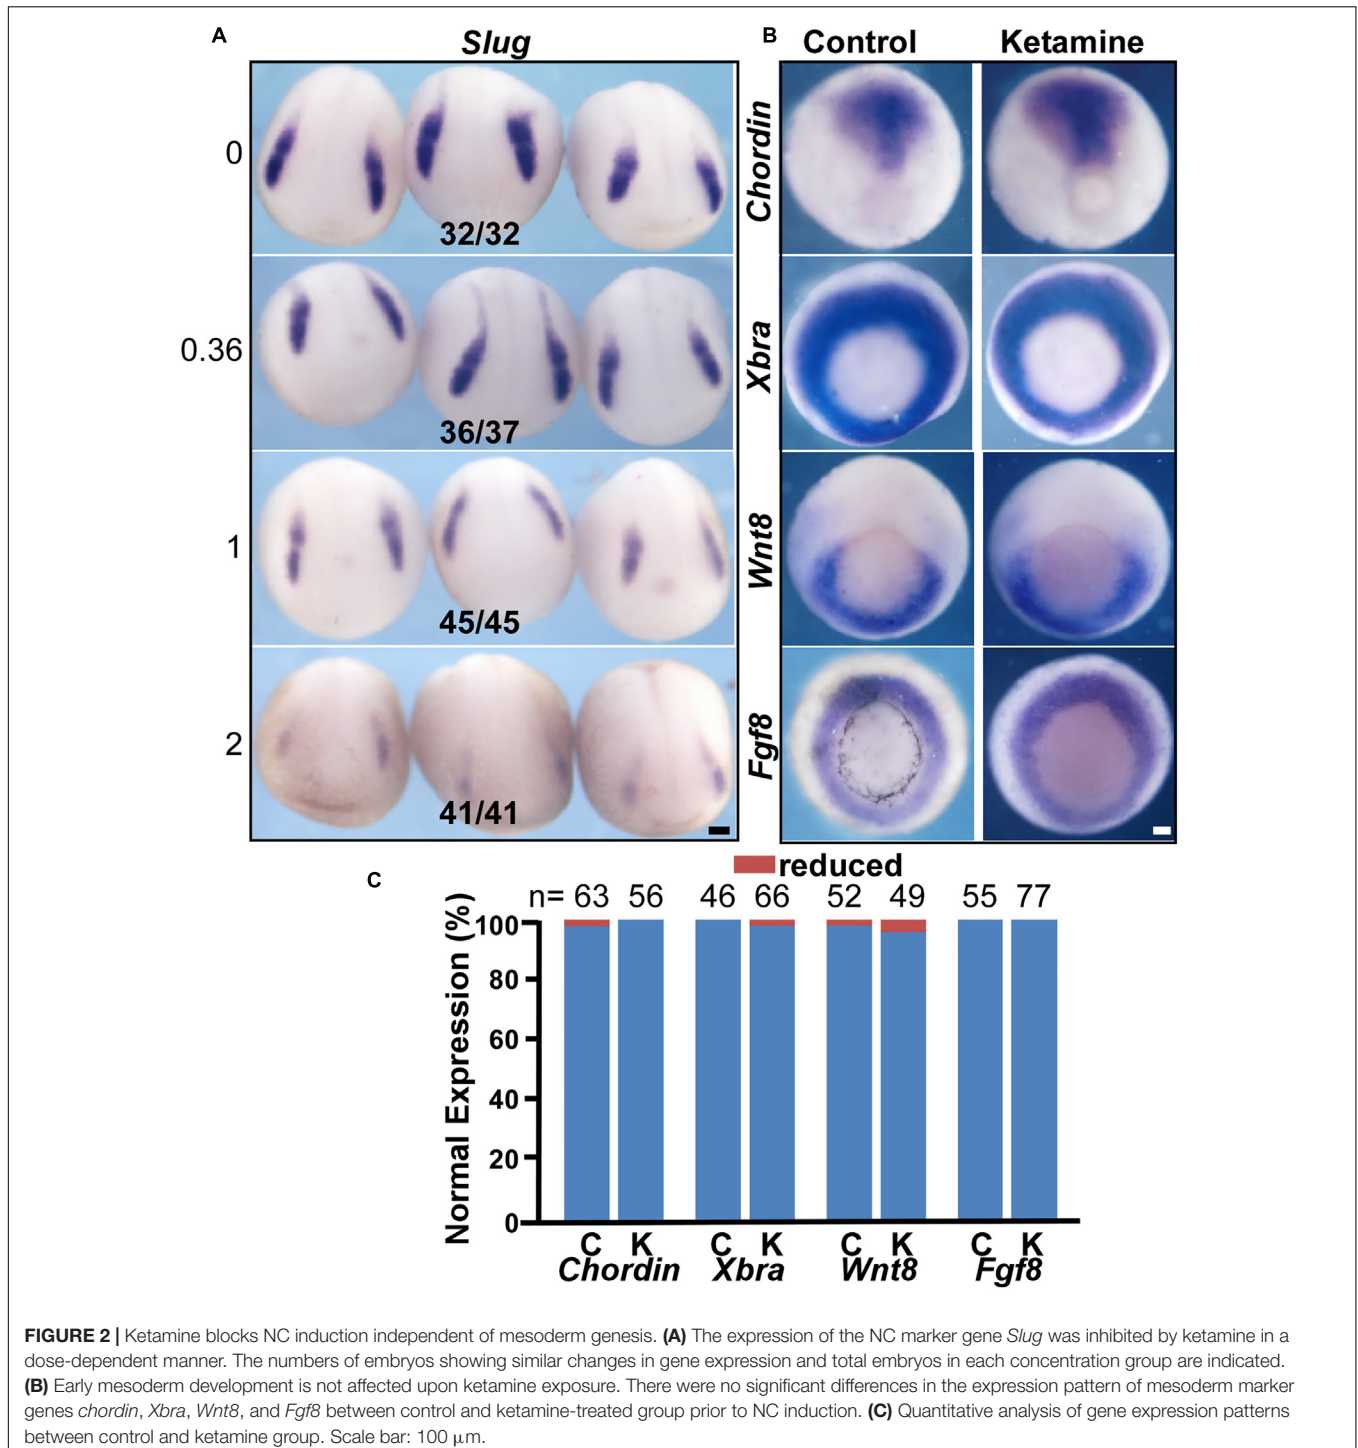 A
Slug
B
Control
Ketamine
0
32/32
0.36
36/37
1
45/45
2
41/41
Chordin
Xbra
Wnt8
Fgf8
C
reduced
n= 63 56 46 66 52 49 55 77
Normal Expression (%)
100
80
60
40
20
0
C K C K C K C K
Chordin Xbra Wnt8 Fgf8
FIGURE 2 | Ketamine blocks NC induction independent of mesoderm genesis. (A) The expression of the NC marker gene Slug was inhibited by ketamine in a
dose-dependent manner. The numbers of embryos showing similar changes in gene expression and total embryos in each concentration group are indicated.
(B) Early mesoderm development is not affected upon ketamine exposure. There were no significant differences in the expression pattern of mesoderm marker
genes chordin, Xbra, Wnt8, and Fgf8 between control and ketamine-treated group prior to NC induction. (C) Quantitative analysis of gene expression patterns
between control and ketamine group. Scale bar: 100 μm.